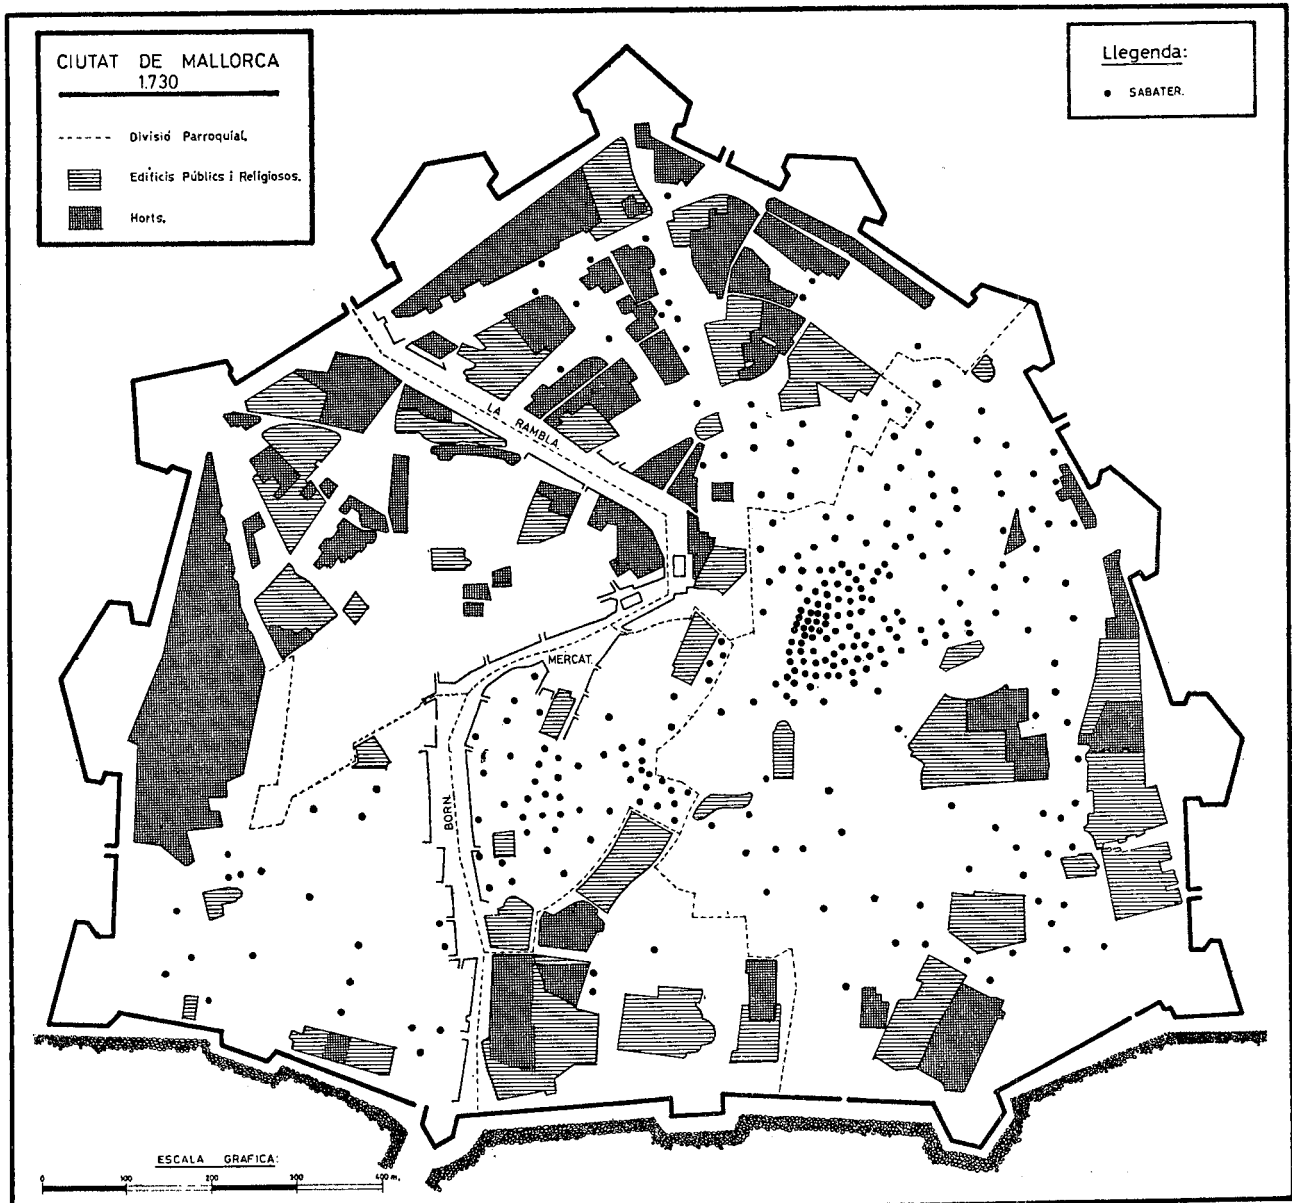 CIUTAT DE MALLORCA
1.730
Divisió Parroquial.
Edificis Públics i Religiosos.
Horts.
Llegenda:
SABATER.
LA RAMBLA.
MERCAT.
BORN.
ESCALA GRAFICA:
0 100 200 300 400 m.